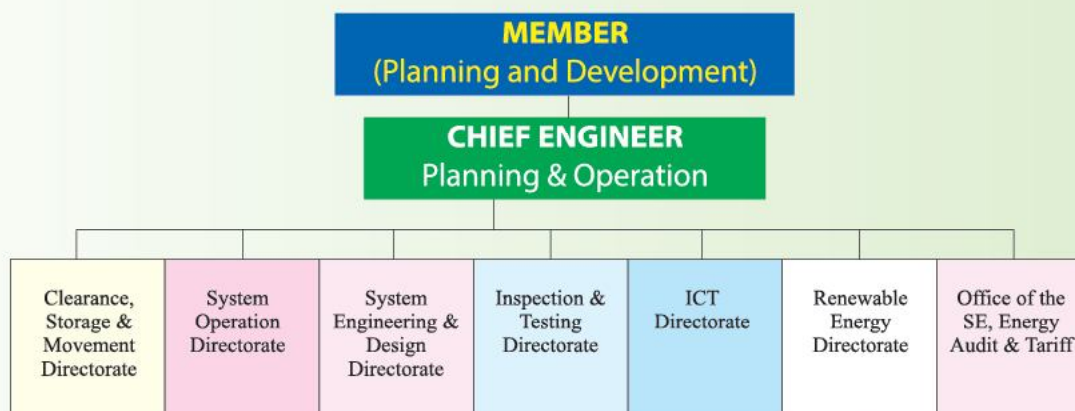 MEMBER
(Planning and Development)
CHIEF ENGINEER
Planning & Operation
Clearance,
Storage &
Movement
Directorate
System
Operation
Directorate
System
Engineering &
Design
Directorate
Inspection &
Testing
Directorate
ICT
Directorate
Renewable
Energy
Directorate
Office of the
SE, Energy
Audit & Tariff